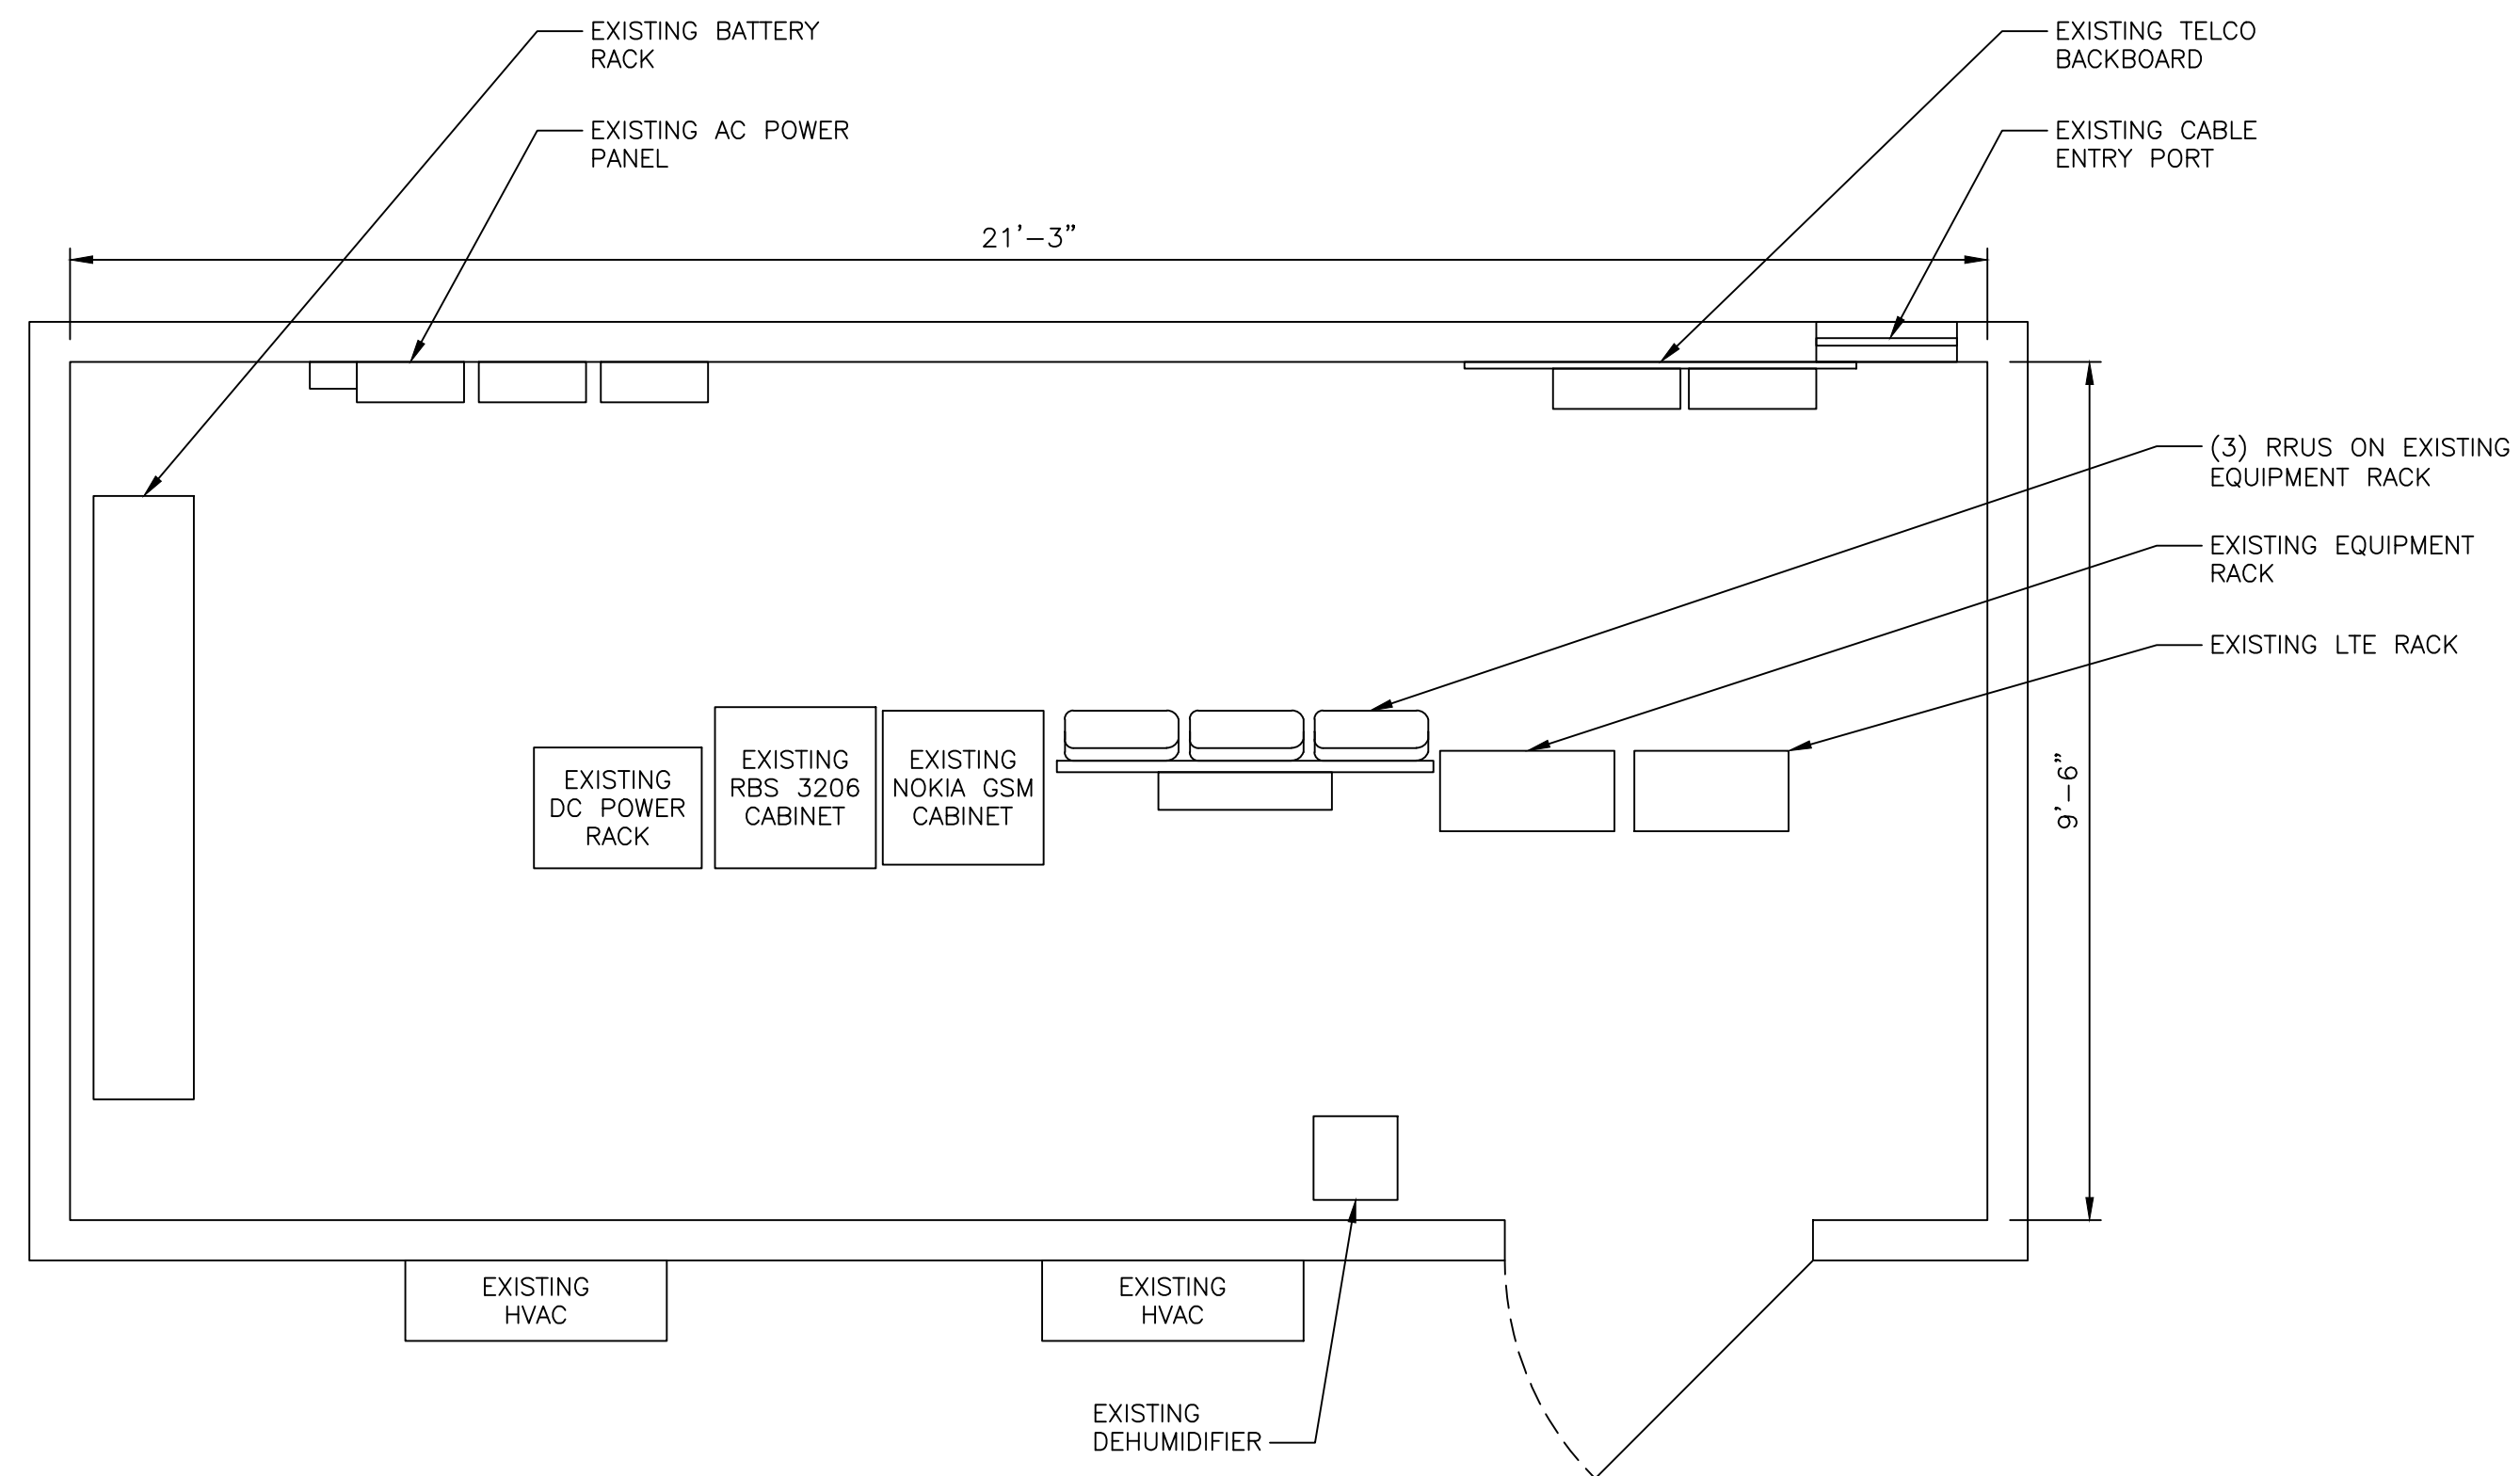 EXISTING BATTERY
RACK
EXISTING TELCO
BACKBOARD
EXISTING AC POWER
PANEL
EXISTING CABLE
ENTRY PORT
21'-3”
(3) RRUS ON EXISTING
EQUIPMENT RACK
EXISTING EQUIPMENT
RACK
EXISTING LTE RACK
EXISTING
DC POWER
RACK
EXISTING
RBS 3206
CABINET
EXISTING
NOKIA GSM
CABINET
9'-6”
EXISTING
HVAC
EXISTING
HVAC
EXISTING
DEHUMIDIFIER